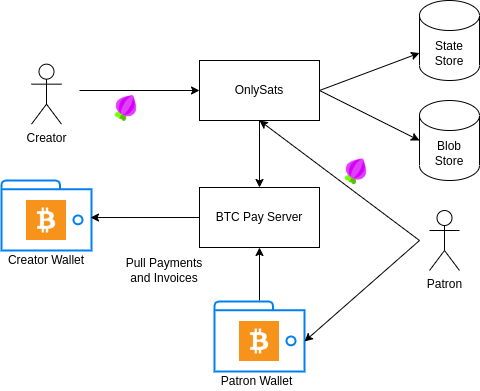 State
Store
OnlySats
Creator
Blob
Store
BTC Pay Server
Creator Wallet
Pull Payments
and Invoices
Patron
Patron Wallet